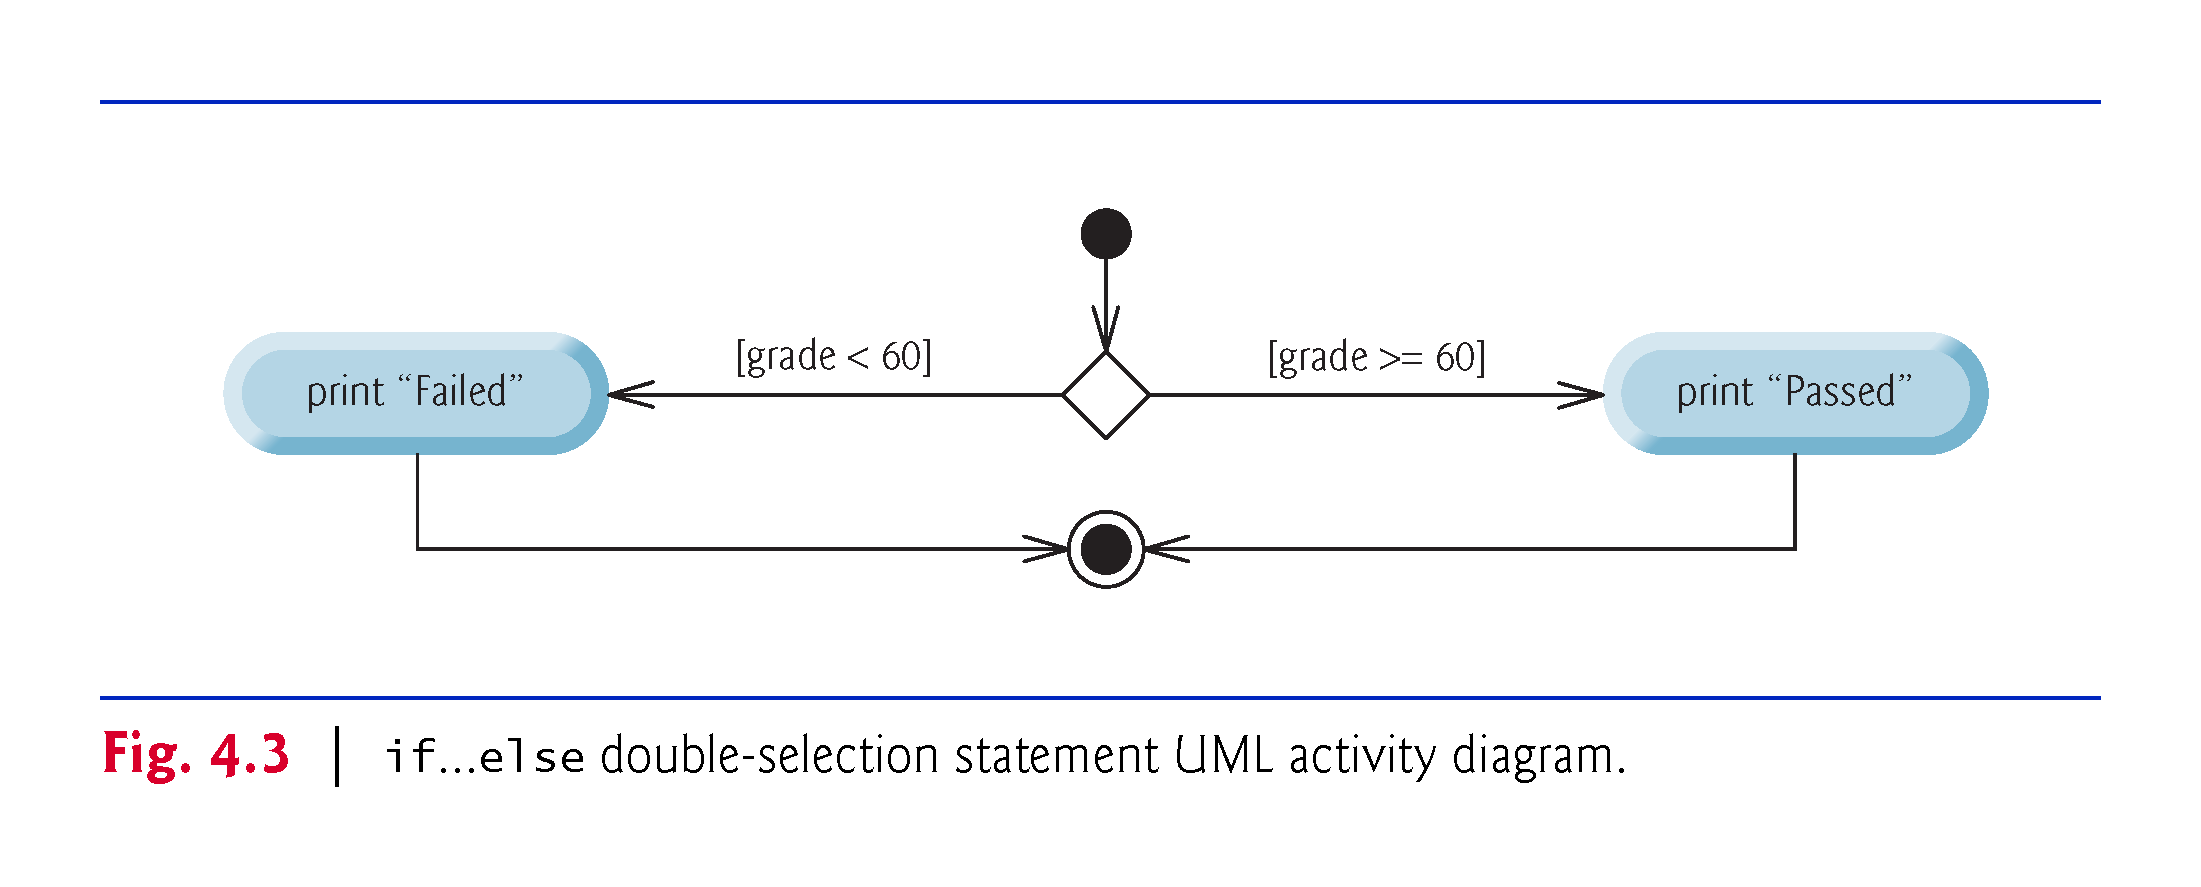 [grade < 60]
[grade >= 60]
print “Failed”
print “Passed”
Fig. 4.3 | if...else double-selection statement UML activity diagram.